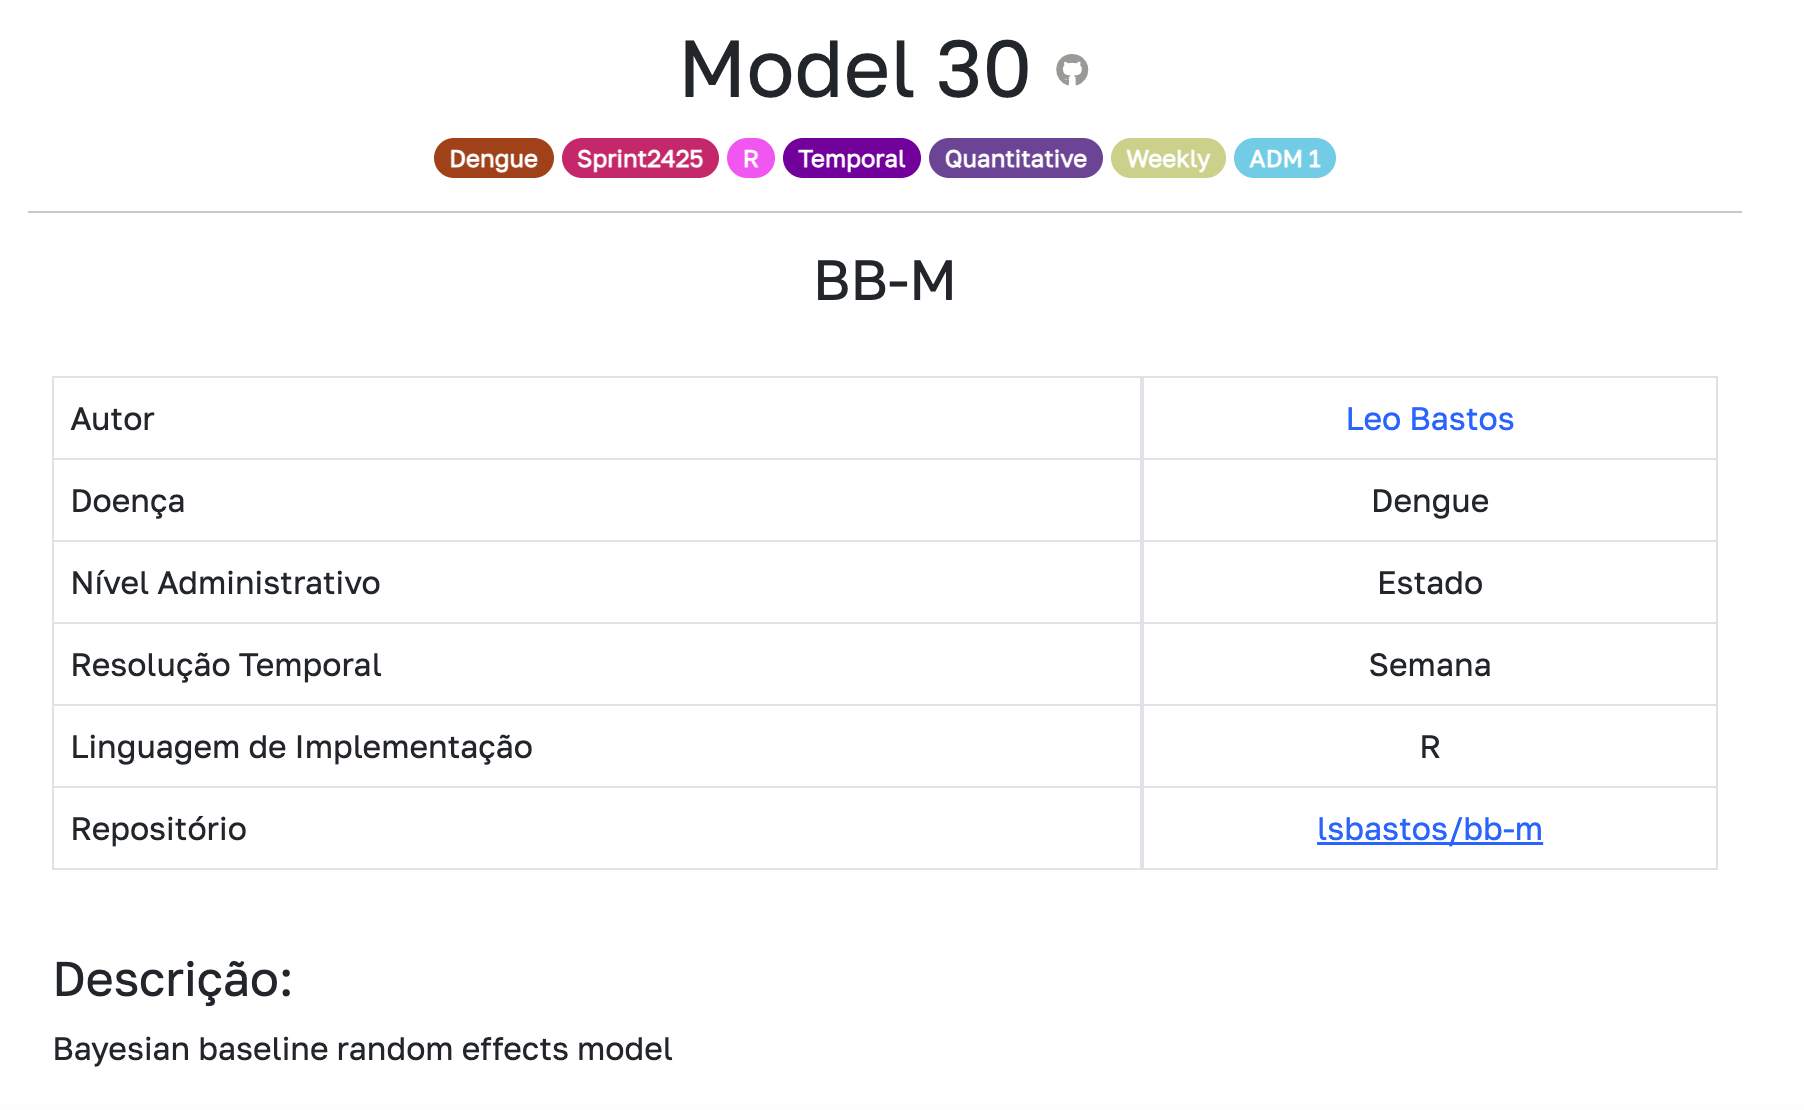 Model 30
Dengue Sprint2425 R Temporal Quantitative Weekly ADM 1
BB-M
Autor Leo Bastos
Doença Dengue
Nível Administrativo Estado
Resolução Temporal Semana
Linguagem de Implementação R
Repositório lsbastos/bb-m
Descrição:
Bayesian baseline random effects model